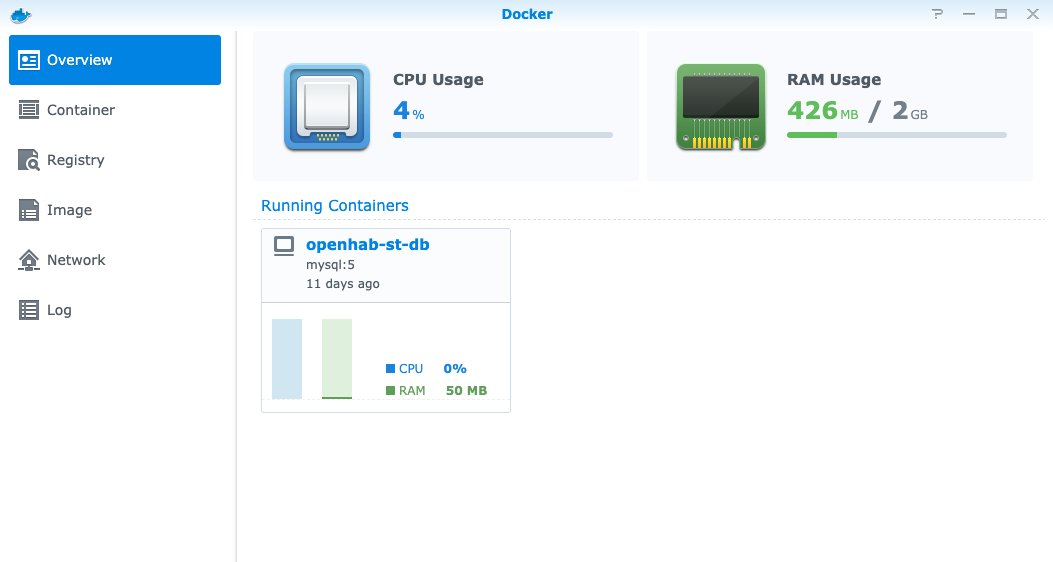 Docker
Overview
Container
Registry
Image
Network
Log
CPU Usage
4 %
RAM Usage
426 MB / 2 GB
Running Containers
openhab-st-db
mysql:5
11 days ago
CPU 0%
RAM 50 MB